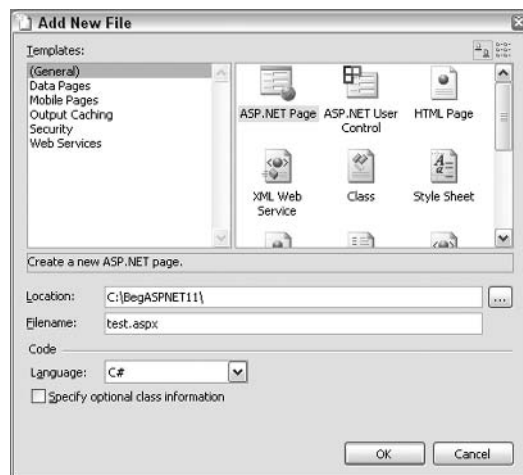 Add New File
Templates:
(General)
Data Pages
Mobile Pages
Output Caching
Security
Web Services
ASP.NET Page
ASP.NET User Control
HTML Page
XML Web Service
Class
Style Sheet
Create a new ASP.NET page.
Location:
C:\BegASPNET11\
...
Filename:
test.aspx
Code
Language:
C#
Specify optional class information
OK
Cancel